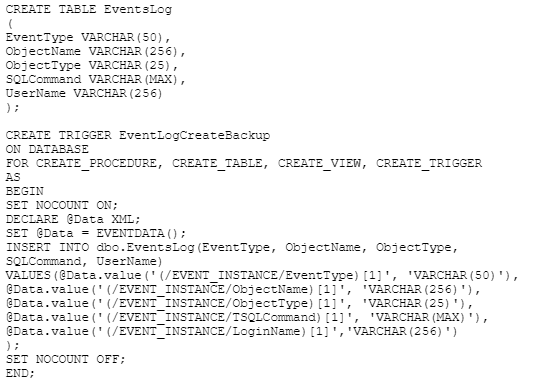 CREATE TABLE EventsLog
(
EventType VARCHAR(50),
ObjectName VARCHAR(256),
ObjectType VARCHAR(25),
SQLCommand VARCHAR(MAX),
UserName VARCHAR(256)
);

CREATE TRIGGER EventLogCreateBackup
ON DATABASE
FOR CREATE_PROCEDURE, CREATE_TABLE, CREATE_VIEW, CREATE_TRIGGER
AS
BEGIN
SET NOCOUNT ON;
DECLARE @Data XML;
SET @Data = EVENTDATA();
INSERT INTO dbo.EventsLog(EventType, ObjectName, ObjectType,
SQLCommand, UserName)
VALUES(@Data.value('(/EVENT_INSTANCE/EventType)[1]', 'VARCHAR(50)'),
@Data.value('(/EVENT_INSTANCE/ObjectName)[1]', 'VARCHAR(256)'),
@Data.value('(/EVENT_INSTANCE/ObjectType)[1]', 'VARCHAR(25)'),
@Data.value('(/EVENT_INSTANCE/TSQLCommand)[1]', 'VARCHAR(MAX)'),
@Data.value('(/EVENT_INSTANCE/LoginName)[1]','VARCHAR(256)')
);
SET NOCOUNT OFF;
END;